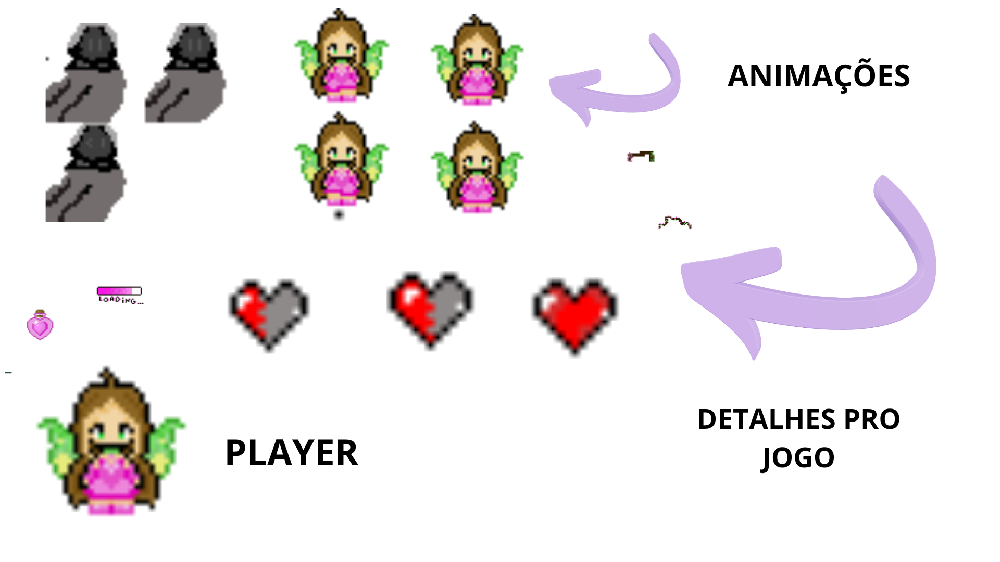 ANIMAÇÕES
LOADING...
PLAYER
DETALHES PRO
JOGO